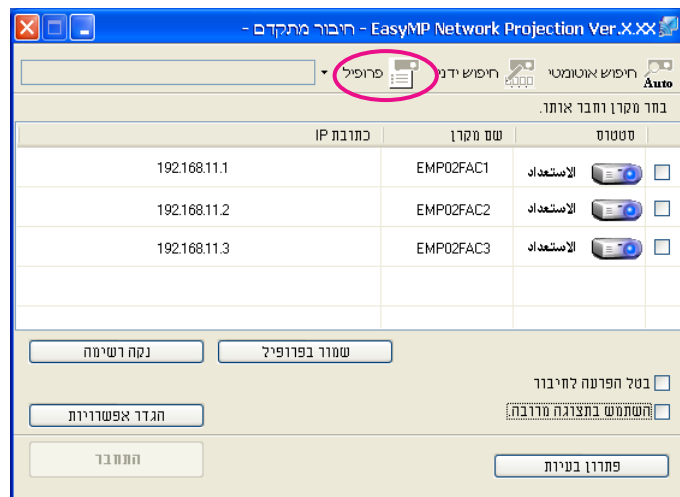 EasyMP Network Projection Ver.X.XX - חיבור מתקדם -
Auto חיפוש אוטומטי חיפוש ידני פרופיל
בחר מקרן וחבר אותו.
סטטוס שם מקרן כתובת IP
الاستعداد EMP02FAC1 192.168.11.1
الاستعداد EMP02FAC2 192.168.11.2
الاستعداد EMP02FAC3 192.168.11.3
שמור בפרופיל נקה רשימה
בטל הפרעה לחיבור
השתמש בתצוגה מרובה.
הגדר אפשרויות
פתרון בעיות התחבר